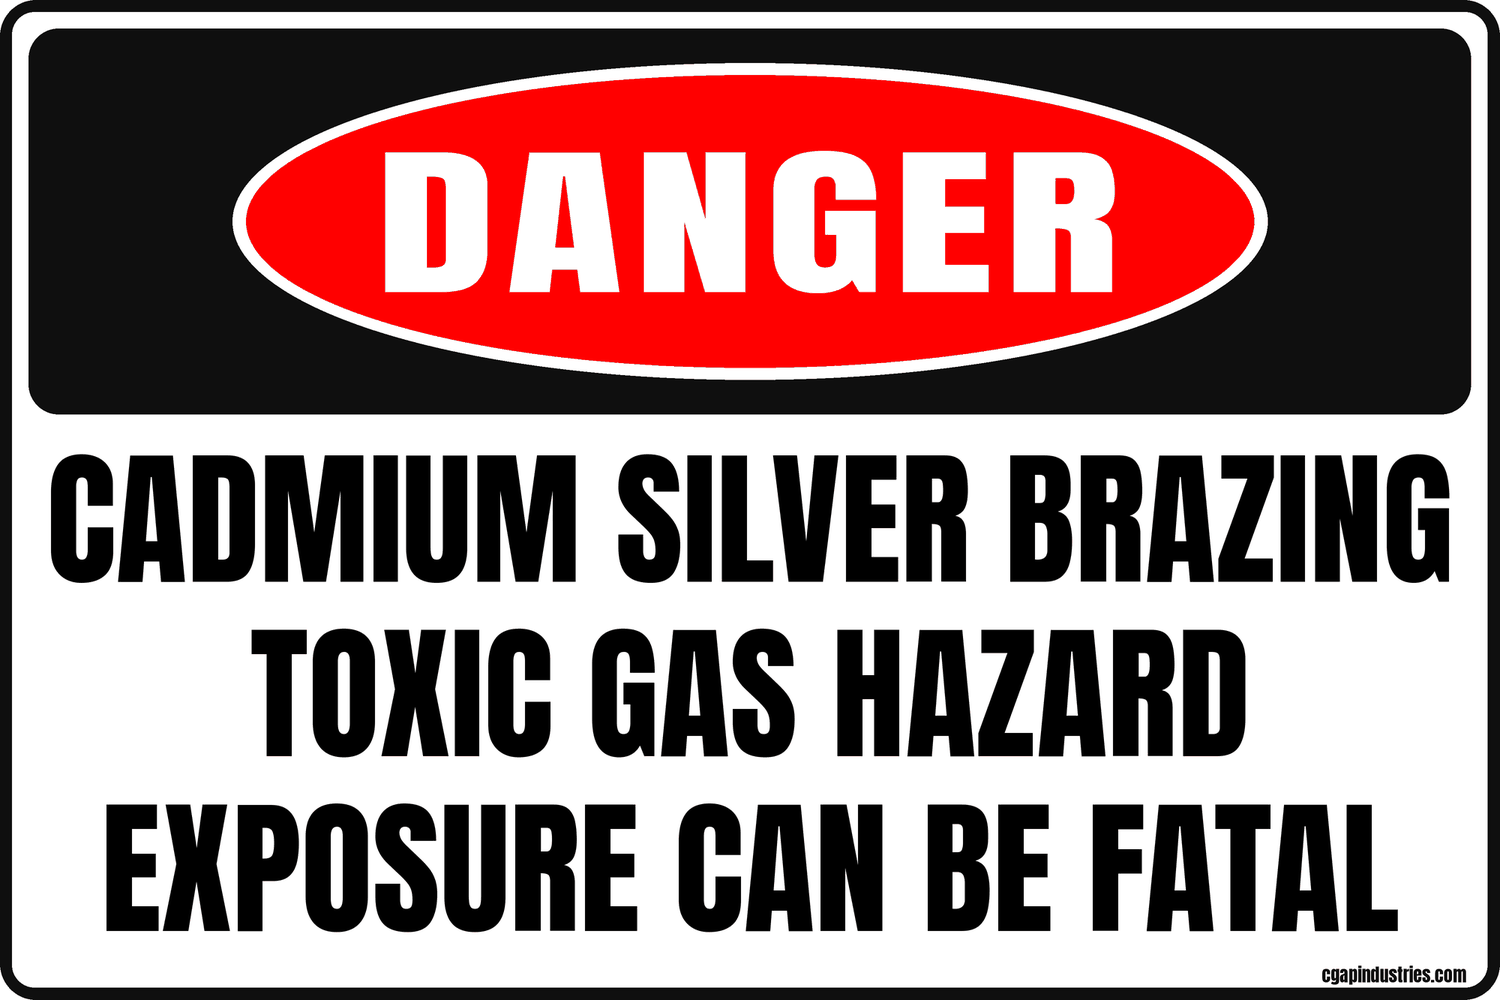 DANGER
CADMIUM SILVER BRAZING
TOXIC GAS HAZARD
EXPOSURE CAN BE FATAL
cgapindustries.com